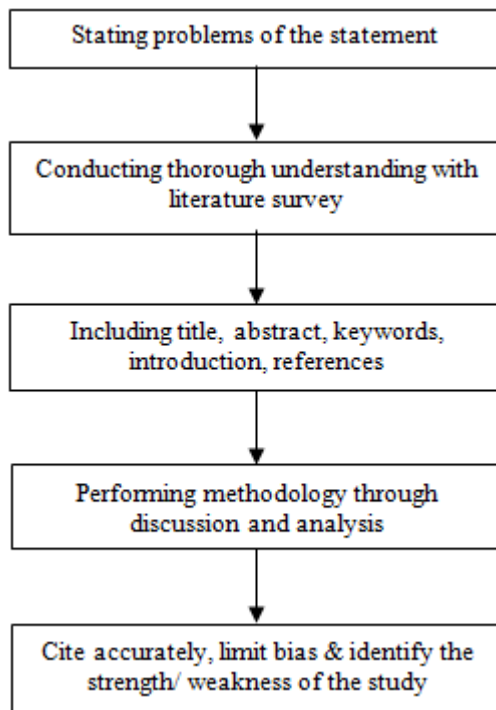 Stating problems of the statement
Conducting thorough understanding with
literature survey
Including title, abstract, keywords,
introduction, references
Performing methodology through
discussion and analysis
Cite accurately, limit bias & identify the
strength/ weakness of the study